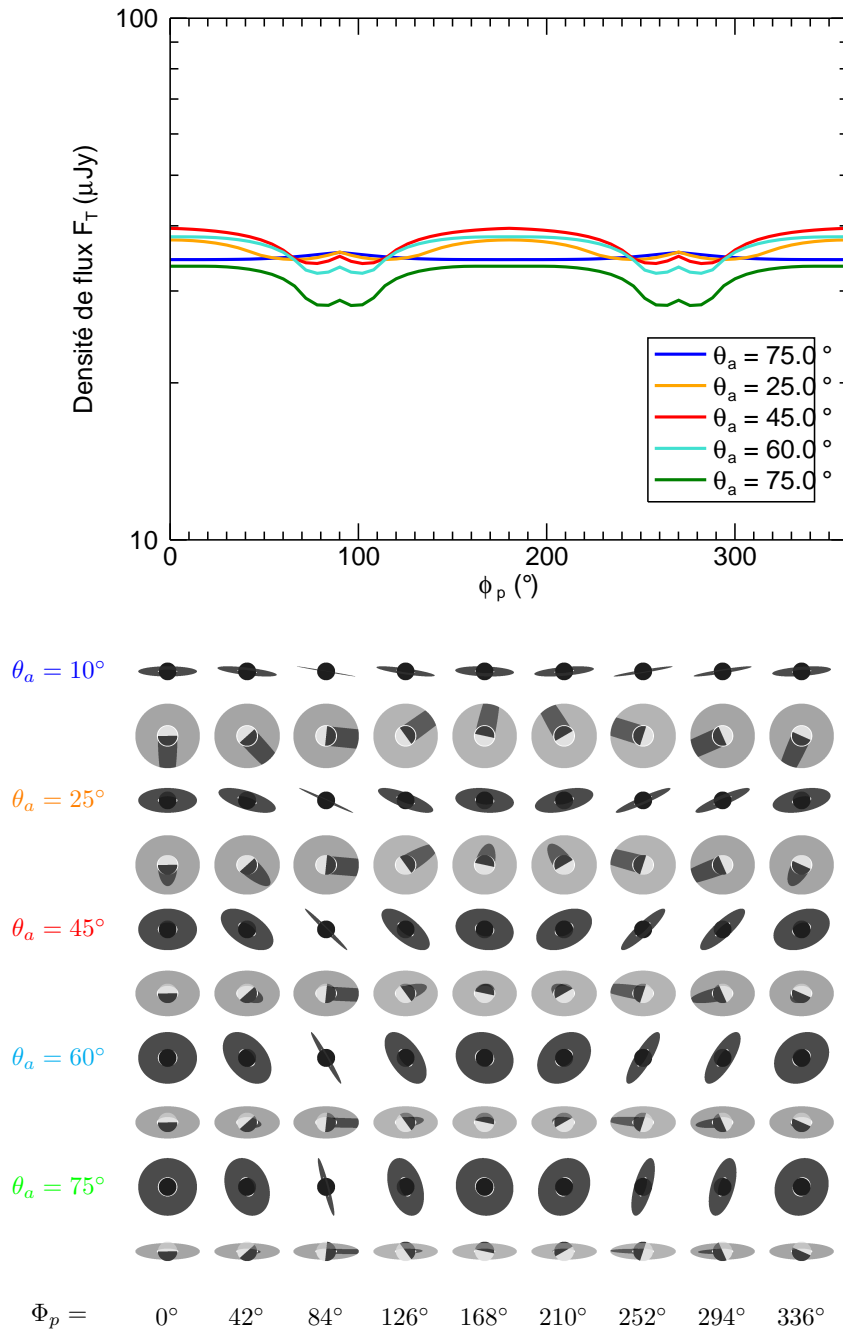 100
Densité de flux F_T (μJy)
θ_a = 75.0 °
θ_a = 25.0 °
θ_a = 45.0 °
θ_a = 60.0 °
θ_a = 75.0 °
10
0 100 200 300
ϕ_p (°)
θ_a = 10°
θ_a = 25°
θ_a = 45°
θ_a = 60°
θ_a = 75°
Φ_p = 0° 42° 84° 126° 168° 210° 252° 294° 336°